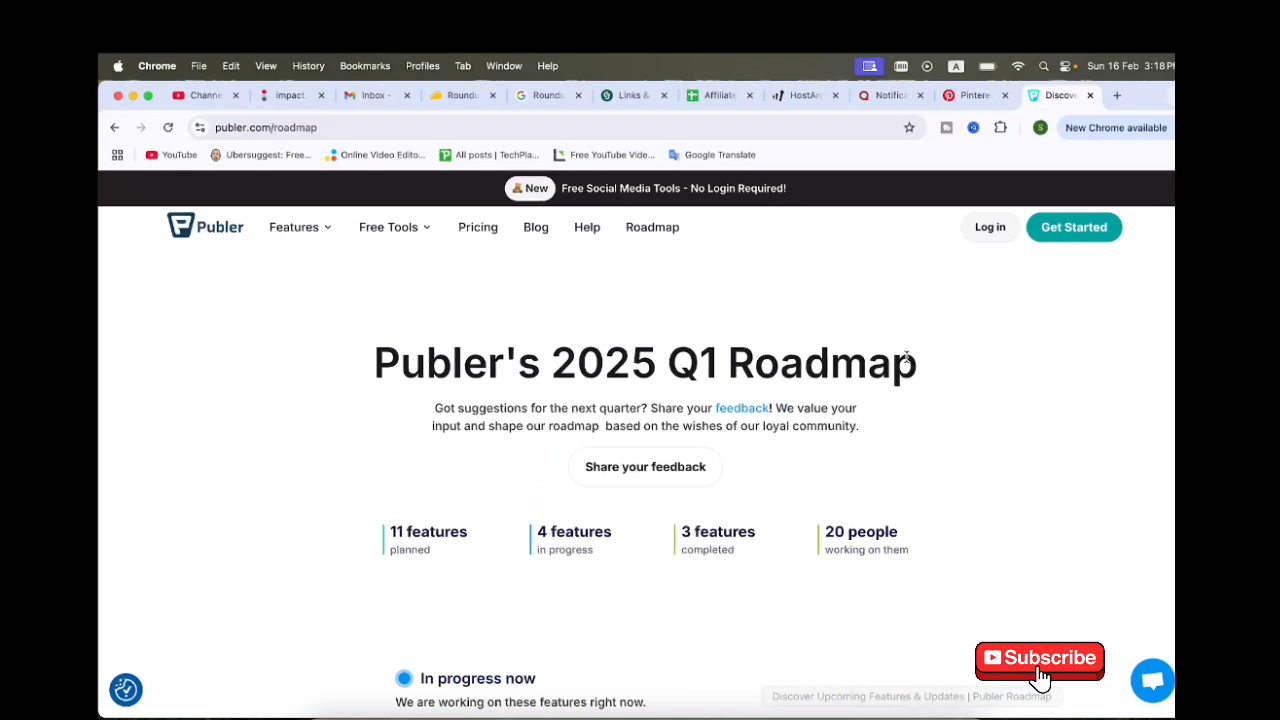 Chrome File Edit View History Bookmarks Profiles Tab Window Help A Sun 16 Feb 3:18
Channe impact. Inbox - Roundu Roundu Links & Affiliate HostAr Notific Pintere Discov
publer.com/roadmap New Chrome available
YouTube Ubersuggest: Free... Online Video Edito... All posts | TechPla... Free YouTube Vide... Google Translate
New Free Social Media Tools - No Login Required!
Publer Features Free Tools Pricing Blog Help Roadmap Log in Get Started
Publer's 2025 Q1 Roadmap
Got suggestions for the next quarter? Share your feedback! We value your
input and shape our roadmap based on the wishes of our loyal community.
Share your feedback
11 features 4 features 3 features 20 people
planned in progress completed working on them
In progress now
We are working on these features right now.
Subscribe
Discover Upcoming Features & Updates | Publer Roadmap